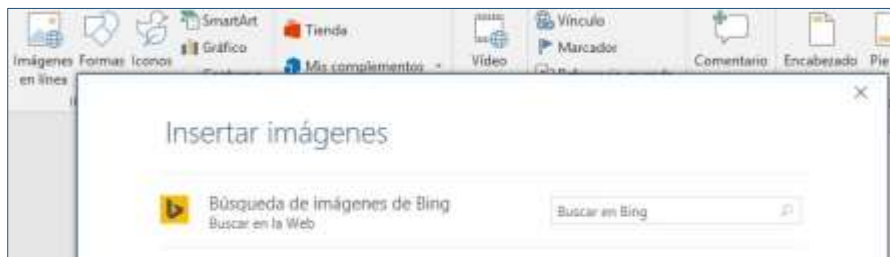 SmartArt
Tienda
Vínculo
Gráfico
Marcador
Imágenes Formas Iconos
Mis complementos
Vídeo
Comentario Encabezado Pie
en línea
Insertar imágenes
Búsqueda de imágenes de Bing
Buscar en Bing
Buscar en la Web